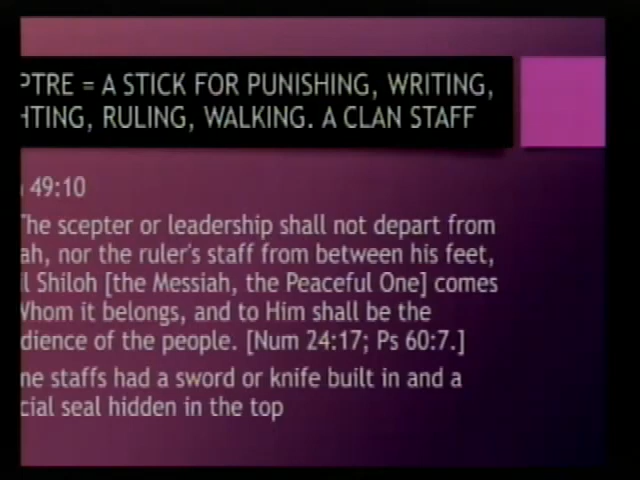 PTRE = A STICK FOR PUNISHING, WRITING,
HTING, RULING, WALKING. A CLAN STAFF
49:10
The scepter or leadership shall not depart from
ah, nor the ruler's staff from between his feet,
l Shiloh [the Messiah, the Peaceful One] comes
Whom it belongs, and to Him shall be the
dience of the people. [Num 24:17; Ps 60:7.]
me staffs had a sword or knife built in and a
cial seal hidden in the top